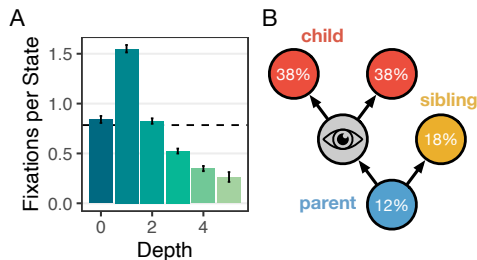 A
Fixations per State
1.5
1.0
0.5
0.0
0
2
4
Depth
B
child
38%
38%
sibling
18%
parent
12%